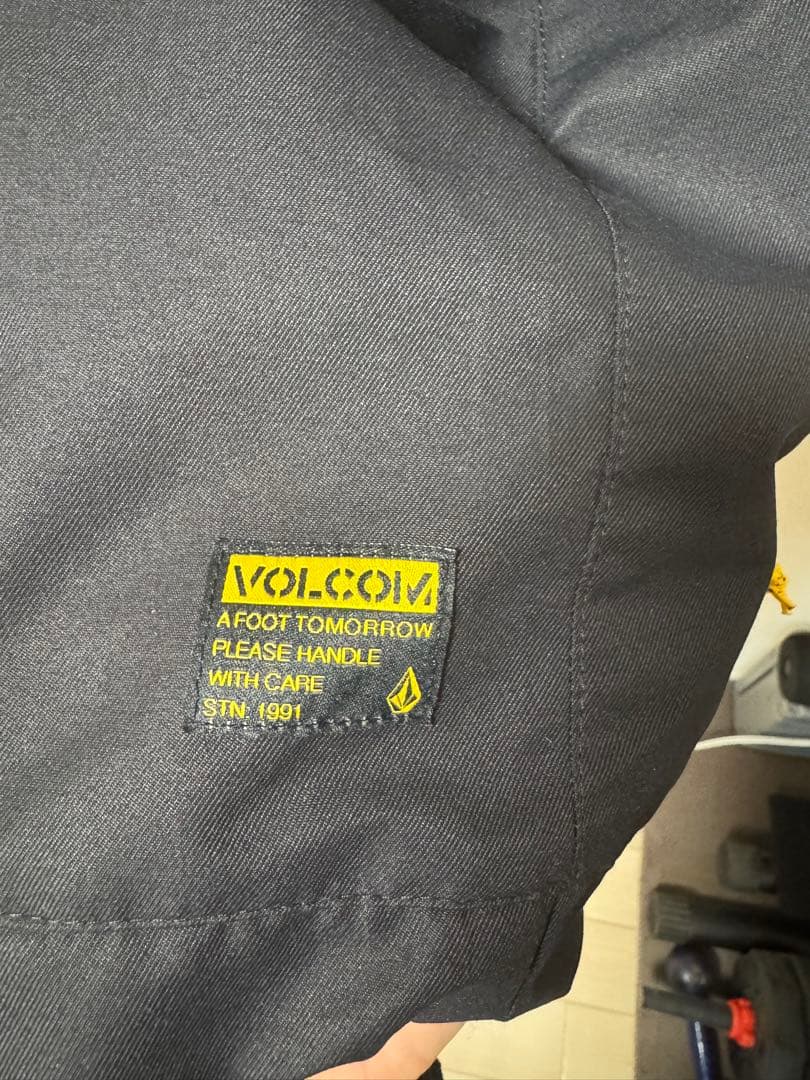 VOLCOM
A FOOT TOMORROW
PLEASE HANDLE
WITH CARE
STN. 1991